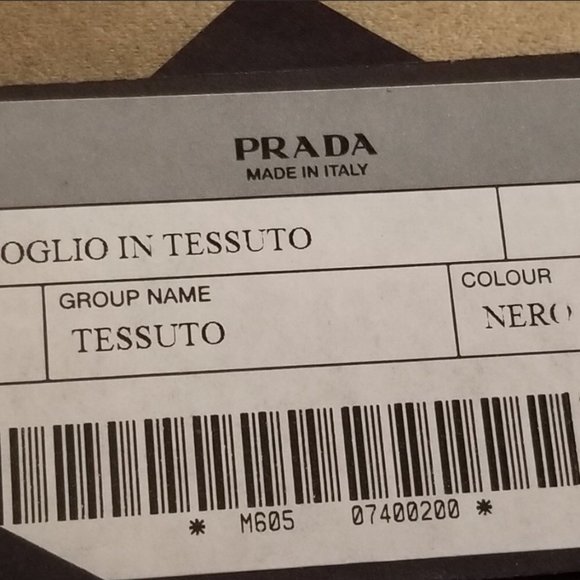 PRADA
MADE IN ITALY
OGLIO IN TESSUTO
GROUP NAME
TESSUTO
COLOUR
NERO
* M605 07400200 *